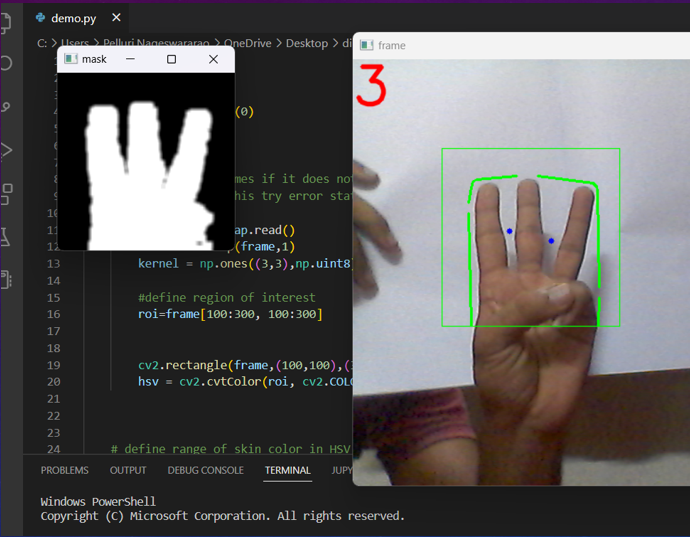 demo.py
C: > Users > Pelluri Nageswararao > OneDrive > Desktop > di
mask
frame
3
(0)
mes if it does no
his try error sta
10
ap.read()
11
12
(frame,1)
13 kernel = np.ones((3,3),np.uint8)
14
15 #define region of interest
16 roi=frame[100:300, 100:300]
17
18
19 cv2.rectangle(frame,(100,100),(
20 hsv = cv2.cvtColor(roi, cv2.COL
21
22
23
24 # define range of skin color in HSV
PROBLEMS OUTPUT DEBUG CONSOLE TERMINAL JUPY
Windows PowerShell
Copyright (C) Microsoft Corporation. All rights reserved.